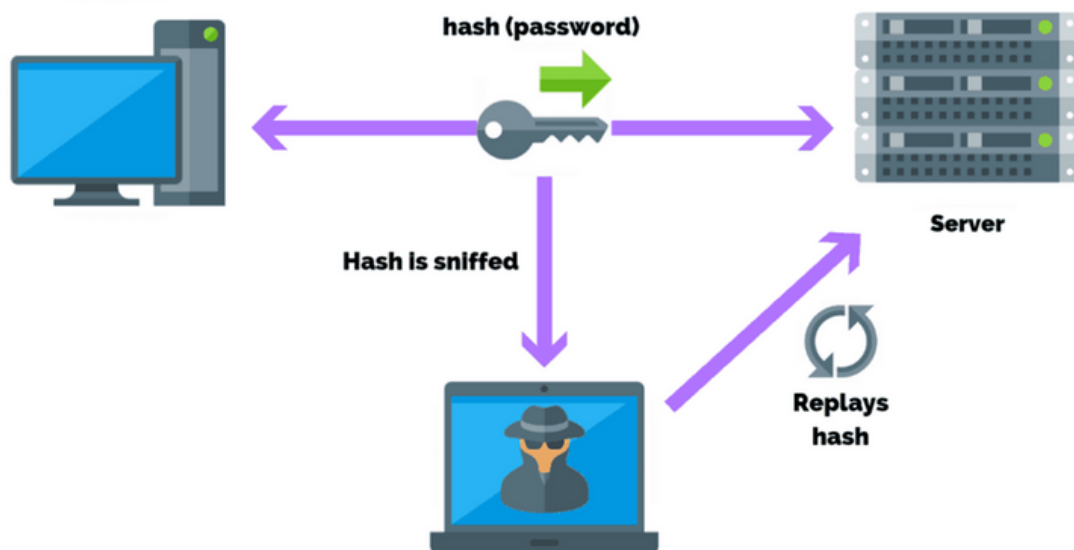 hash (password)
Server
Hash is sniffed
Replays
hash